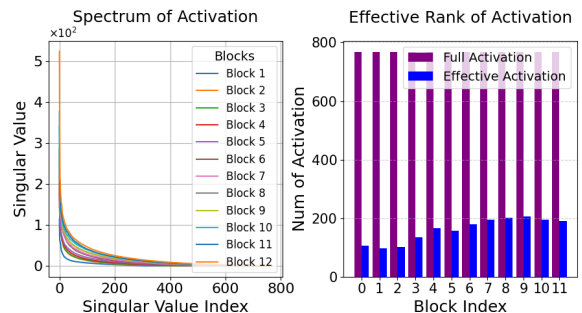 Spectrum of Activation
×10²
5
4
3
2
1
0
Singular Value
0 200 400 600 800
Singular Value Index
Blocks
Block 1
Block 2
Block 3
Block 4
Block 5
Block 6
Block 7
Block 8
Block 9
Block 10
Block 11
Block 12
Effective Rank of Activation
800
600
400
200
0
Num of Activation
Full Activation
Effective Activation
0 1 2 3 4 5 6 7 8 9 10 11
Block Index